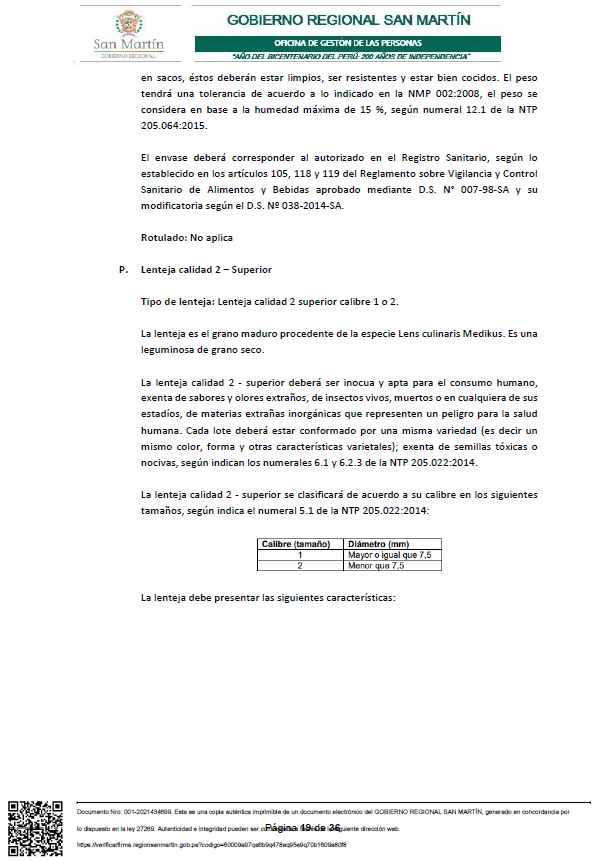 San Martín
GOBIERNO REGIONAL
GOBIERNO REGIONAL SAN MARTÍN
OFICINA DE GESTIÓN DE LAS PERSONAS
"AÑO DEL BICENTENARIO DEL PERÚ: 200 AÑOS DE INDEPENDENCIA"
en sacos, éstos deberán estar limpios, ser resistentes y estar bien cocidos. El peso
tendrá una tolerancia de acuerdo a lo indicado en la NMP 002:2008, el peso se
considera en base a la humedad máxima de 15 %, según numeral 12.1 de la NTP
205.064:2015.
El envase deberá corresponder al autorizado en el Registro Sanitario, según lo
establecido en los artículos 105, 118 y 119 del Reglamento sobre Vigilancia y Control
Sanitario de Alimentos y Bebidas aprobado mediante D.S. N° 007-98-SA y su
modificatoria según el D.S. Nº 038-2014-SA.
Rotulado: No aplica
P. Lenteja calidad 2 – Superior
Tipo de lenteja: Lenteja calidad 2 superior calibre 1 o 2.
La lenteja es el grano maduro procedente de la especie Lens culinaris Medikus. Es una
leguminosa de grano seco.
La lenteja calidad 2 - superior deberá ser inocua y apta para el consumo humano,
exenta de sabores y olores extraños, de insectos vivos, muertos o en cualquiera de sus
estadíos, de materias extrañas inorgánicas que representen un peligro para la salud
humana. Cada lote deberá estar conformado por una misma variedad (es decir un
mismo color, forma y otras características varietales); exenta de semillas tóxicas o
nocivas, según indican los numerales 6.1 y 6.2.3 de la NTP 205.022:2014.
La lenteja calidad 2 - superior se clasificará de acuerdo a su calibre en los siguientes
tamaños, según indica el numeral 5.1 de la NTP 205.022:2014:
Calibre (tamaño) Diámetro (mm)
1 Mayor o igual que 7,5
2 Menor que 7,5
La lenteja debe presentar las siguientes características:
Documento Nro: 001-2021434699. Esta es una copia auténtica imprimible de un documento electrónico del GOBIERNO REGIONAL SAN MARTÍN, generado en concordancia por
lo dispuesto en la ley 27269. Autenticidad e integridad pueden ser siguiente dirección web.
Página 19 de 36